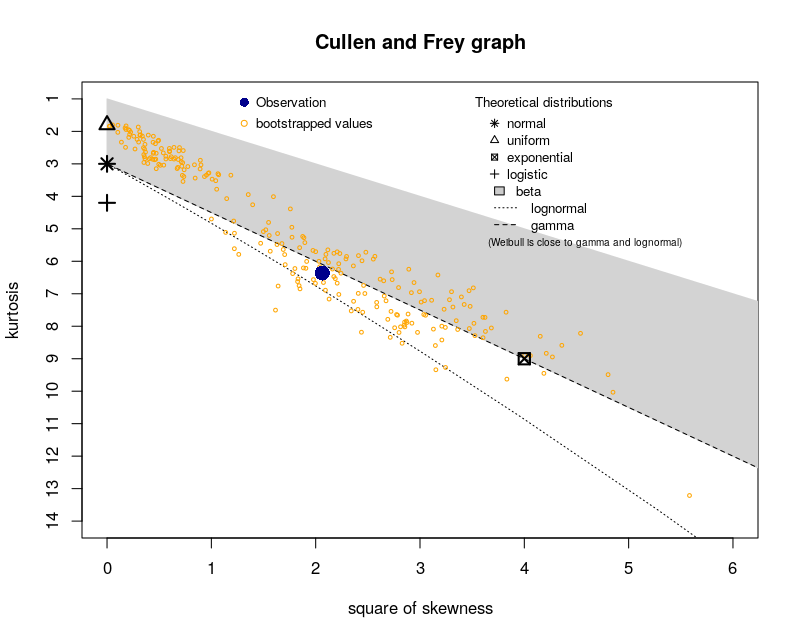 Cullen and Frey graph
Observation
bootstrapped values
Theoretical distributions
normal
uniform
exponential
logistic
beta
lognormal
gamma
(Weibull is close to gamma and lognormal)
kurtosis
1
2
3
4
5
6
7
8
9
10
11
12
13
14
0 1 2 3 4 5 6
square of skewness